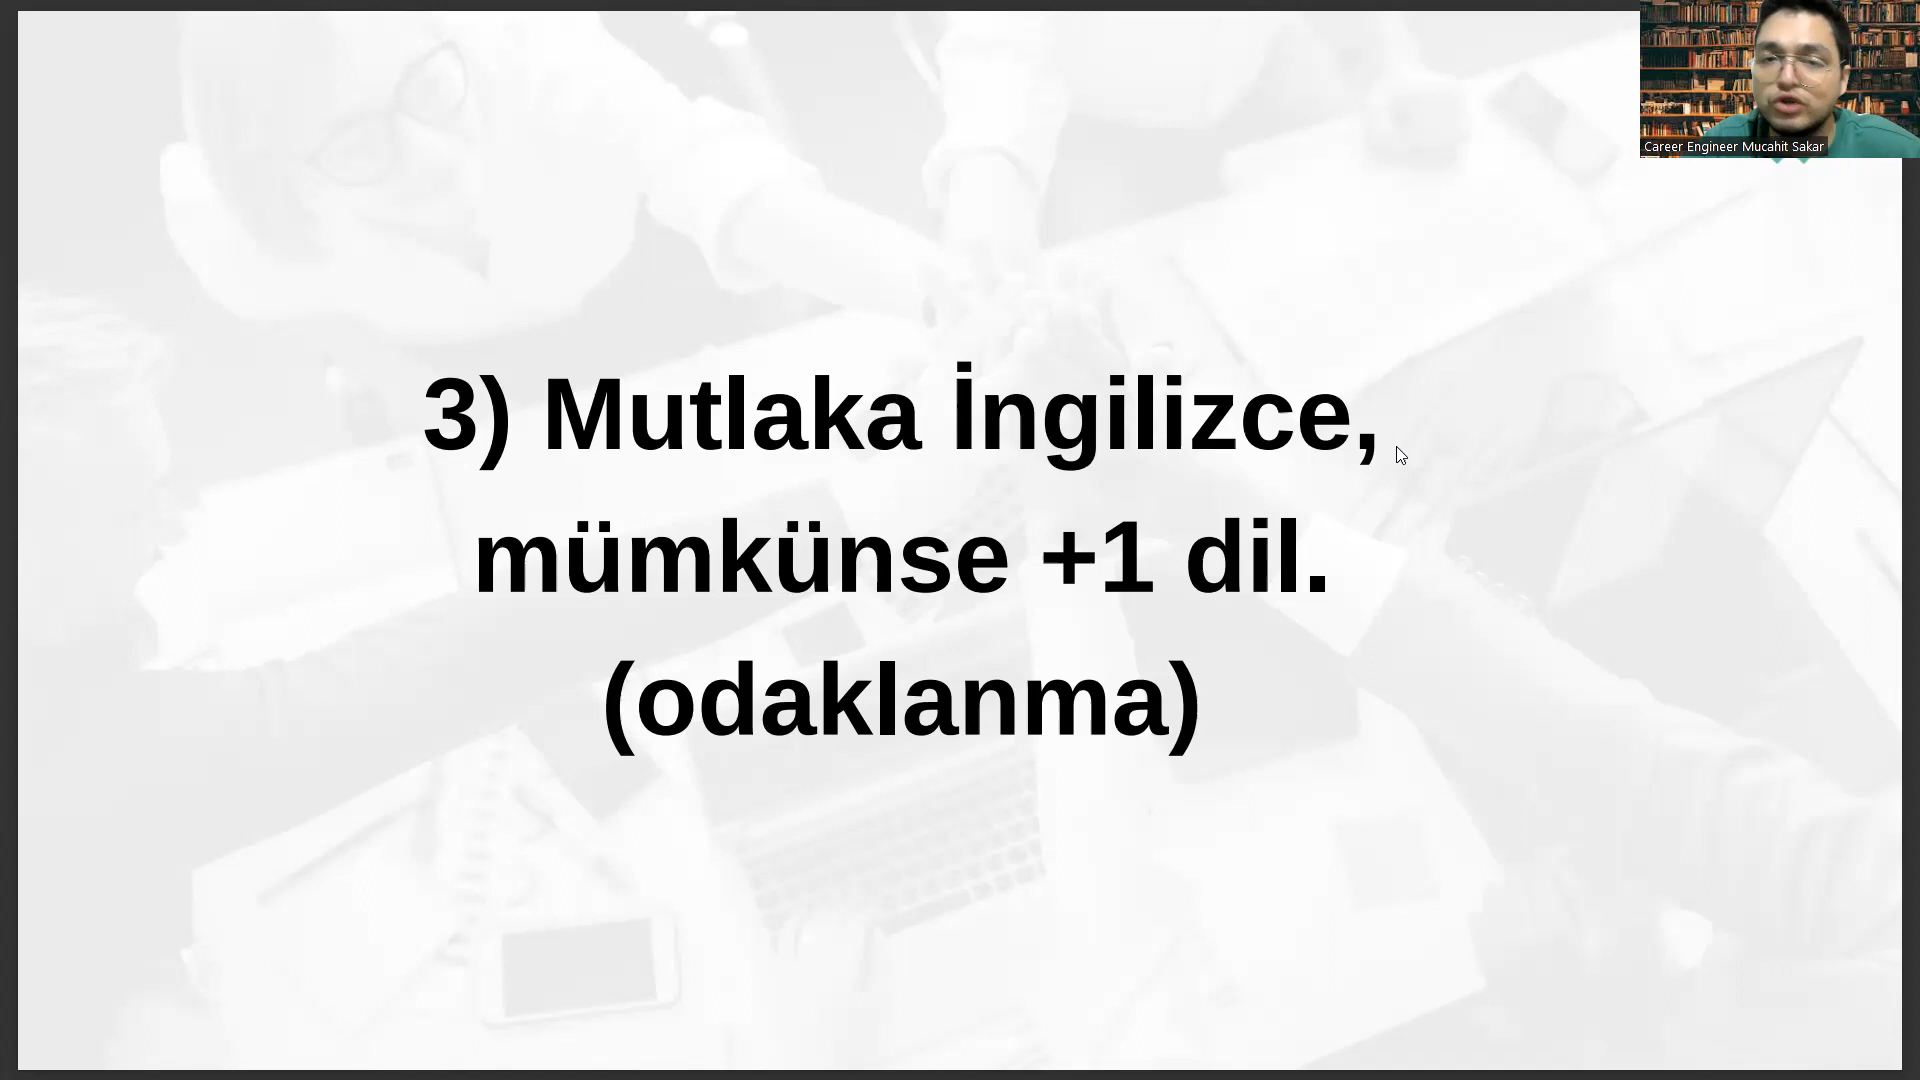 Career Engineer Mucahit Sakar
3) Mutlaka İngilizce,
mümkünse +1 dil.
(odaklanma)